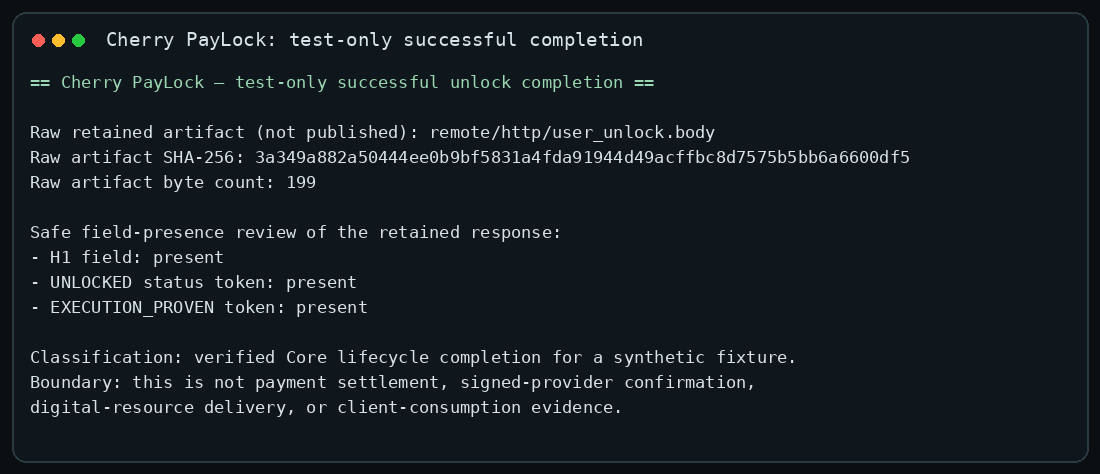 Cherry PayLock: test-only successful completion
== Cherry PayLock — test-only successful unlock completion ==
Raw retained artifact (not published): remote/http/user_unlock.body
Raw artifact SHA-256: 3a349a882a50444ee0b9bf5831a4fda91944d49acffbc8d7575b5bb6a6600df5
Raw artifact byte count: 199
Safe field-presence review of the retained response:
- H1 field: present
- UNLOCKED status token: present
- EXECUTION_PROVEN token: present
Classification: verified Core lifecycle completion for a synthetic fixture.
Boundary: this is not payment settlement, signed-provider confirmation,
digital-resource delivery, or client-consumption evidence.